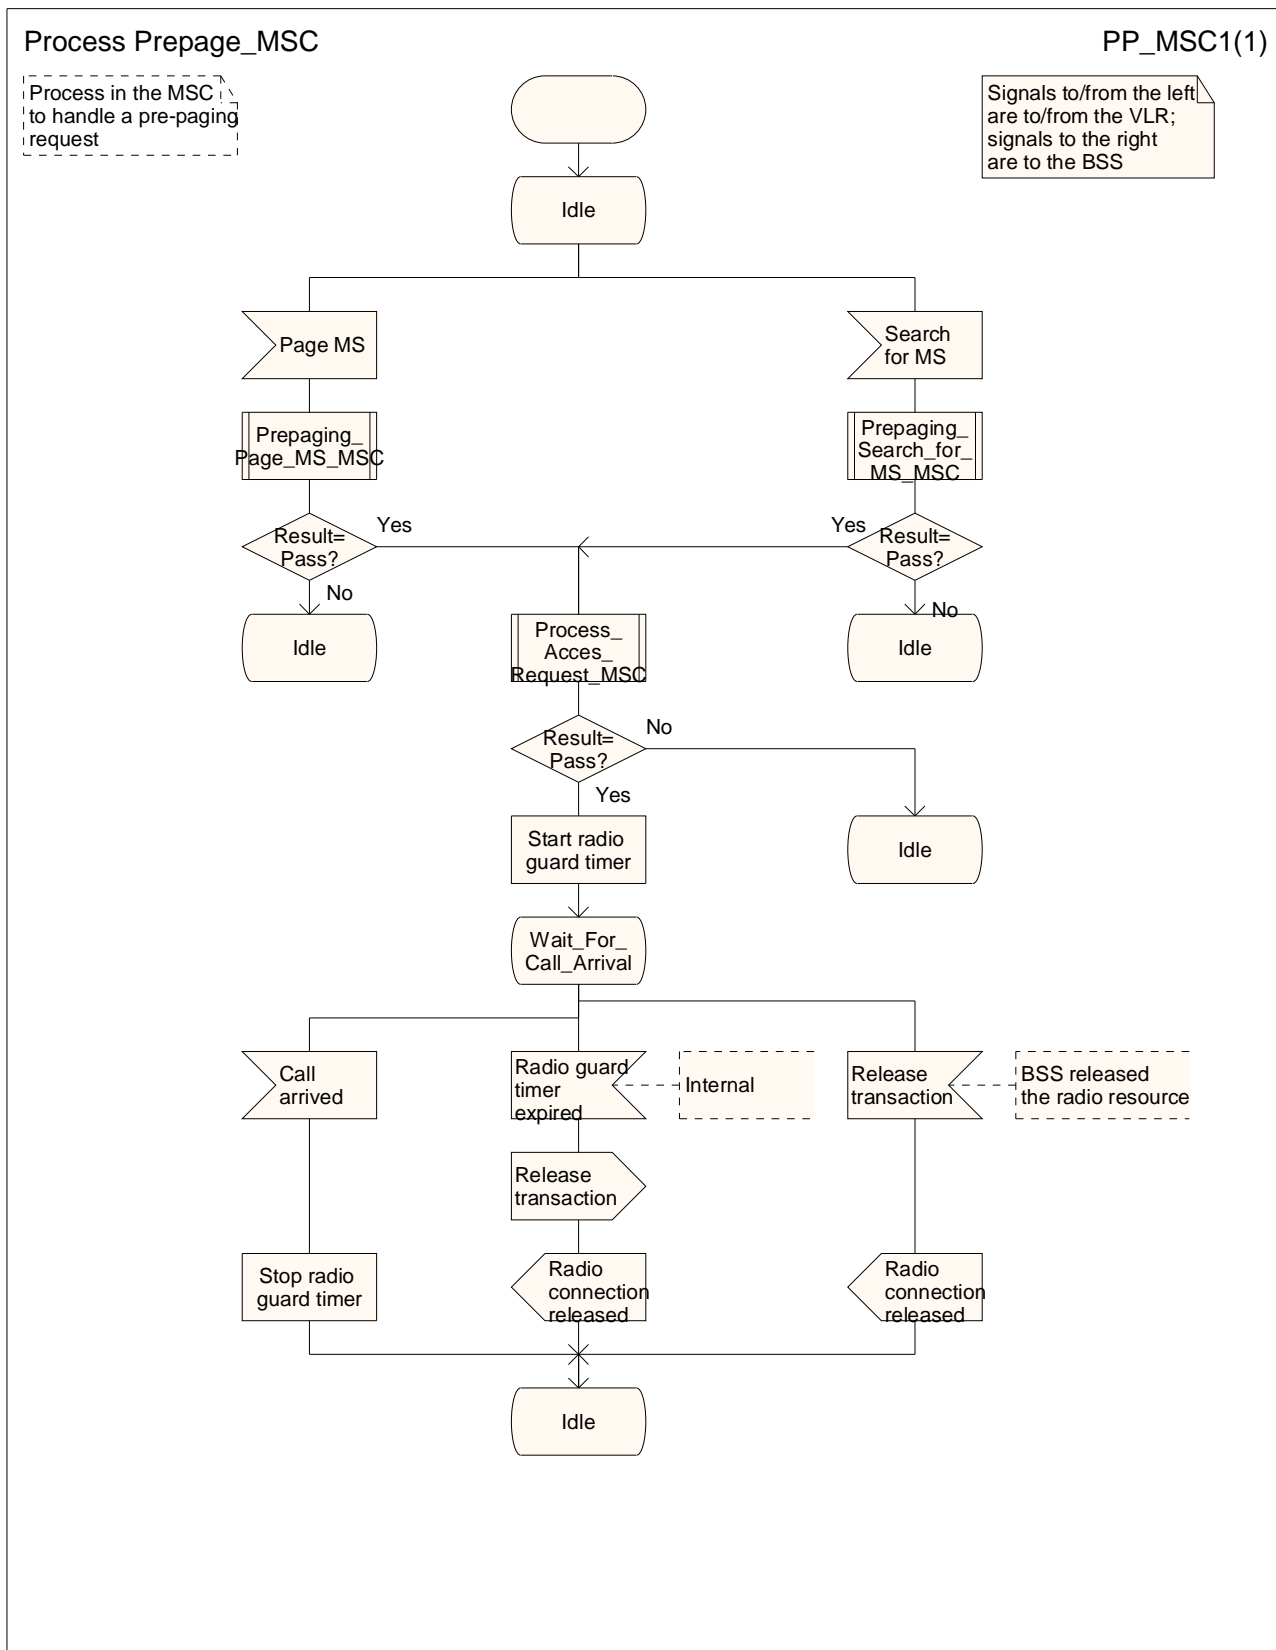 Process Prepage_MSC
PP_MSC1(1)
Process in the MSC
to handle a pre-paging
request
Signals to/from the left
are to/from the VLR;
signals to the right
are to the BSS
Idle
Page MS
Search
for MS
Prepaging_
Page_MS_MSC
Prepaging_
Search_for_
MS_MSC
Result=
Pass?
Yes
Yes
Result=
Pass?
No
No
Idle
Process_
Acces_
Request_MSC
Idle
Result=
Pass?
No
Yes
Start radio
guard timer
Idle
Wait_For_
Call_Arrival
Call
arrived
Radio guard
timer
expired
Internal
Release
transaction
BSS released
the radio resource
Release
transaction
Stop radio
guard timer
Radio
connection
released
Radio
connection
released
Idle